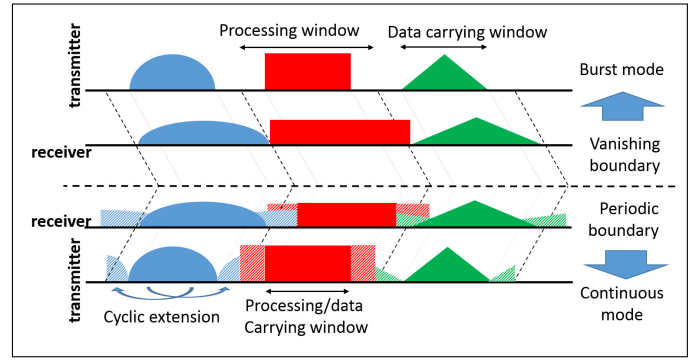 Processing window
Data carrying window
transmitter
Burst mode
receiver
Vanishing
boundary
receiver
Periodic
boundary
transmitter
Cyclic extension
Processing/data
Carrying window
Continuous
mode